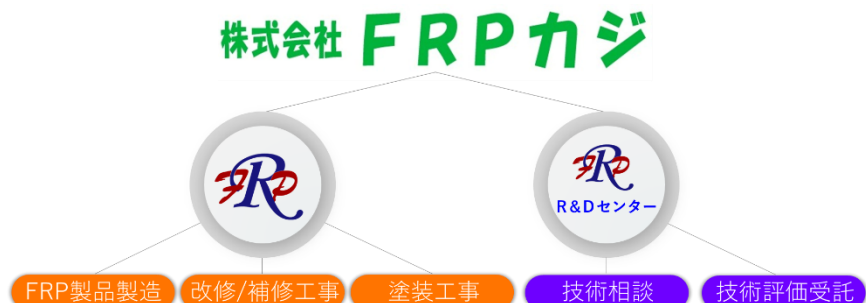 株式会社 FRPカジ
FRP
FRP
R&Dセンター
FRP製品製造
改修/補修工事
塗装工事
技術相談
技術評価受託